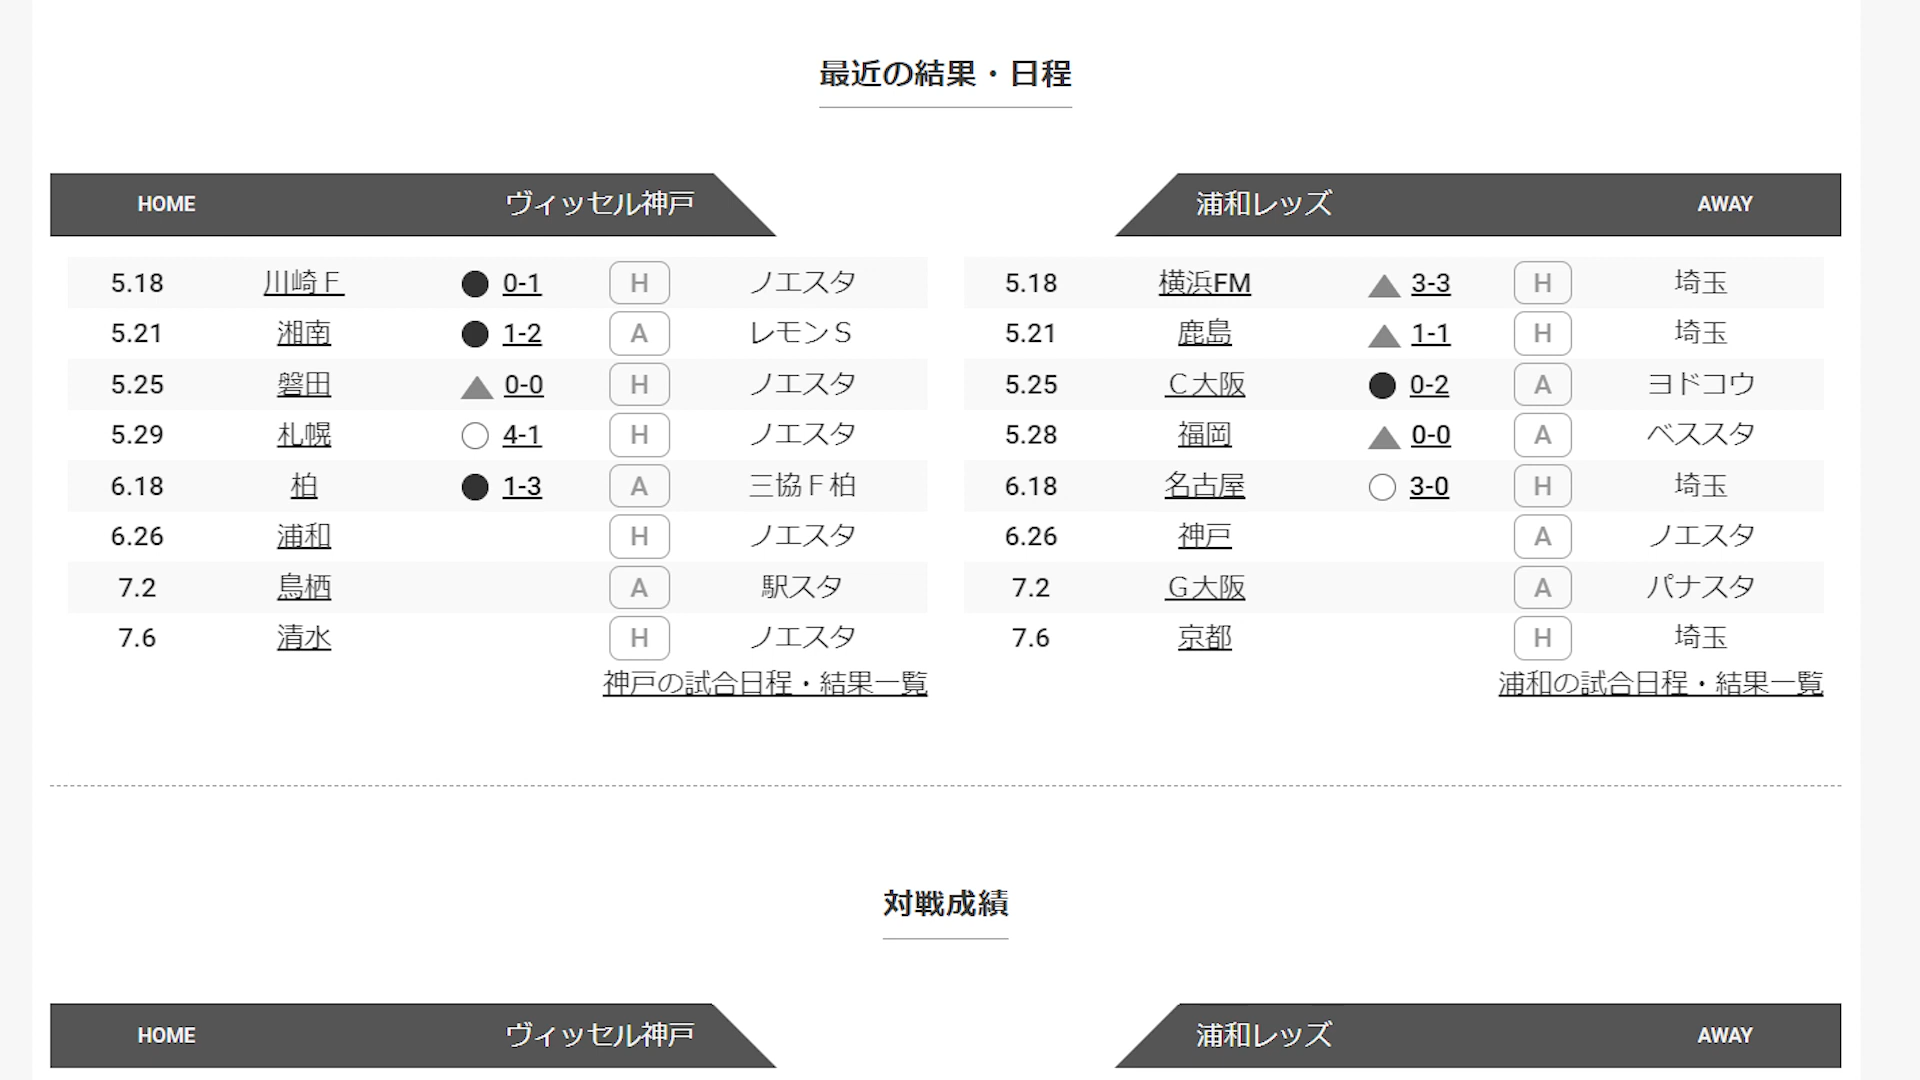 最近の結果・日程
HOME ヴィッセル神戸 浦和レッズ AWAY
5.18 川崎Ｆ ●0-1 H ノエスタ 5.18 横浜FM ▲3-3 H 埼玉
5.21 湘南 ●1-2 A レモンＳ 5.21 鹿島 ▲1-1 H 埼玉
5.25 磐田 ▲0-0 H ノエスタ 5.25 Ｃ大阪 ●0-2 A ヨドコウ
5.29 札幌 ○4-1 H ノエスタ 5.28 福岡 ▲0-0 A ベススタ
6.18 柏 ●1-3 A 三協Ｆ柏 6.18 名古屋 ○3-0 H 埼玉
6.26 浦和 H ノエスタ 6.26 神戸 A ノエスタ
7.2 鳥栖 A 駅スタ 7.2 Ｇ大阪 A パナスタ
7.6 清水 H ノエスタ 7.6 京都 H 埼玉
神戸の試合日程・結果一覧 浦和の試合日程・結果一覧
対戦成績
HOME ヴィッセル神戸 浦和レッズ AWAY